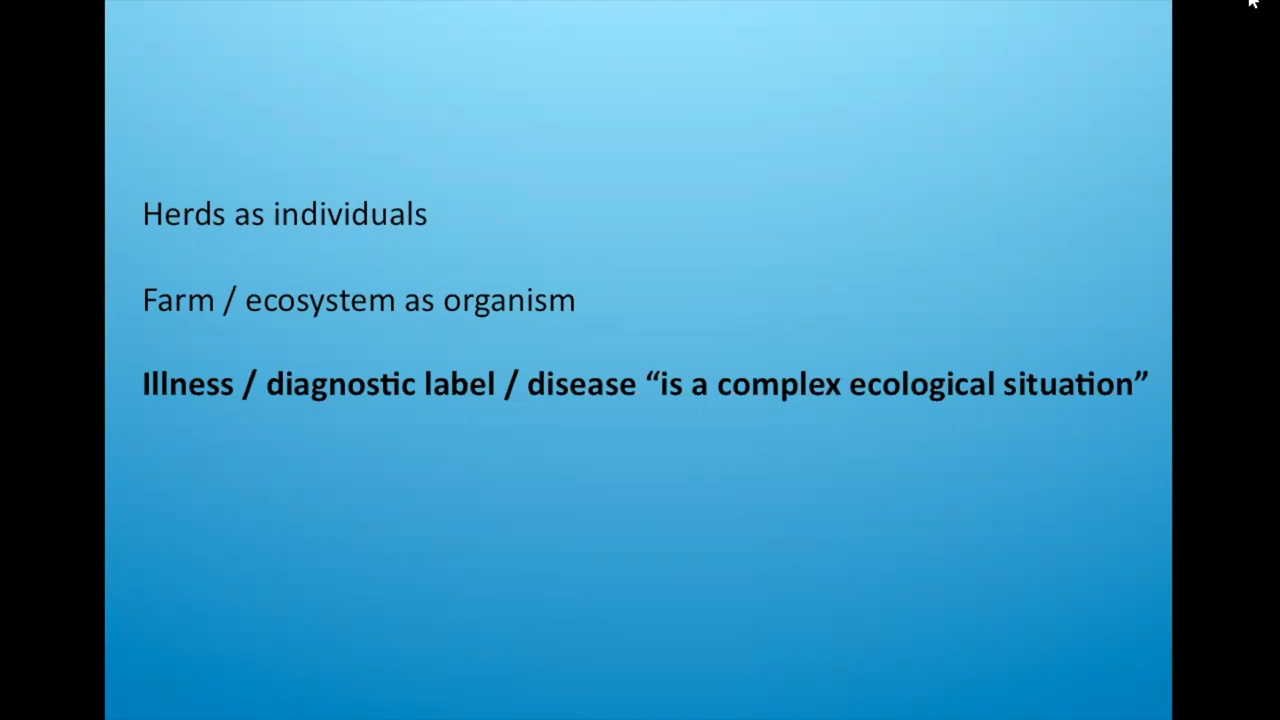 Herds as individuals
Farm / ecosystem as organism
Illness / diagnostic label / disease “is a complex ecological situation”